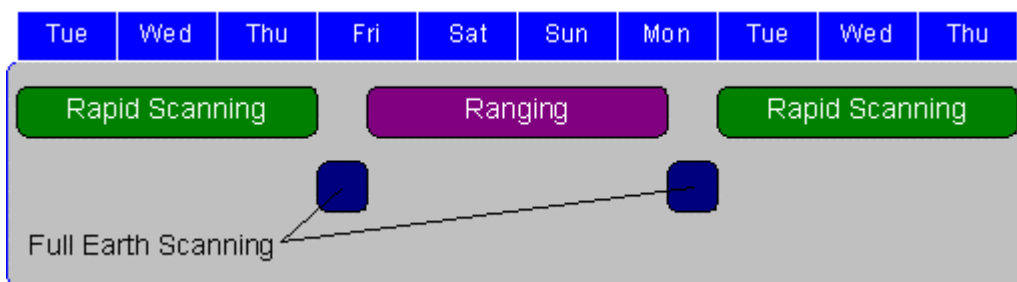 Tue Wed Thu Fri Sat Sun Mon Tue Wed Thu
Rapid Scanning Ranging Rapid Scanning
Full Earth Scanning